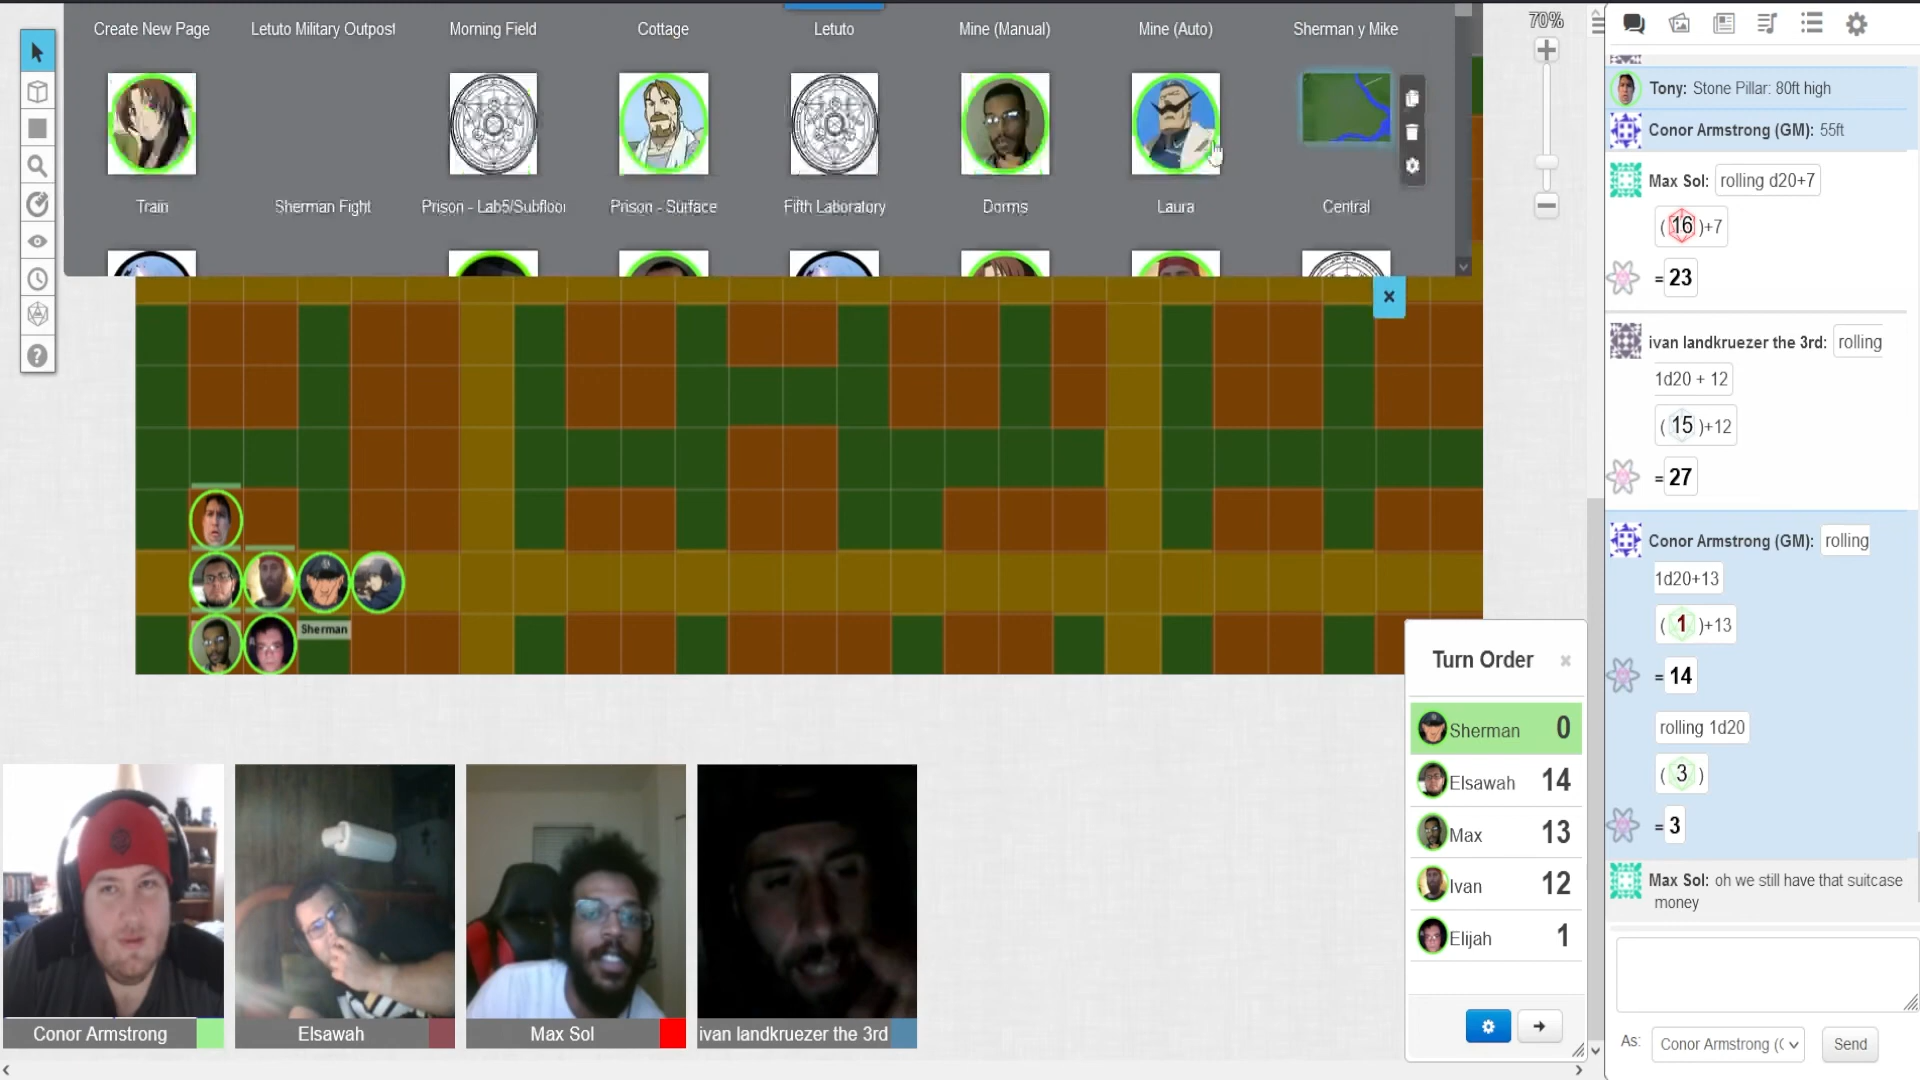 Create New Page
Letuto Military Outpost
Morning Field
Cottage
Letuto
Mine (Manual)
Mine (Auto)
Sherman y Mike
Train
Sherman Fight
Prison - Lab5/Subfloor
Prison - Surface
Fifth Laboratory
Dorms
Laura
Central
70%
Tony: Stone Pillar: 80ft high
Conor Armstrong (GM): 55ft
Max Sol: rolling d20+7
(16)+7
=23
ivan landkruezer the 3rd: rolling
1d20 + 12
(15)+12
=27
Conor Armstrong (GM): rolling
1d20+13
(1)+13
=14
rolling 1d20
(3)
=3
Max Sol: oh we still have that suitcase
money
As: Conor Armstrong ((
Send
Sherman
Turn Order
Sherman 0
Elsawah 14
Max 13
Ivan 12
Elijah 1
Conor Armstrong
Elsawah
Max Sol
ivan landkruezer the 3rd